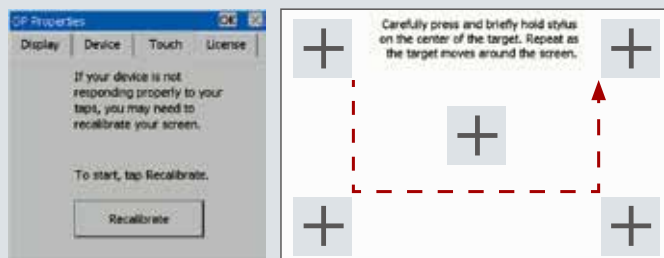 OP Properties OK
Display Device Touch License
If your device is not
responding properly to your
taps, you may need to
recalibrate your screen.
To start, tap Recalibrate.
Recalibrate
Carefully press and briefly hold stylus
on the center of the target. Repeat as
the target moves around the screen.